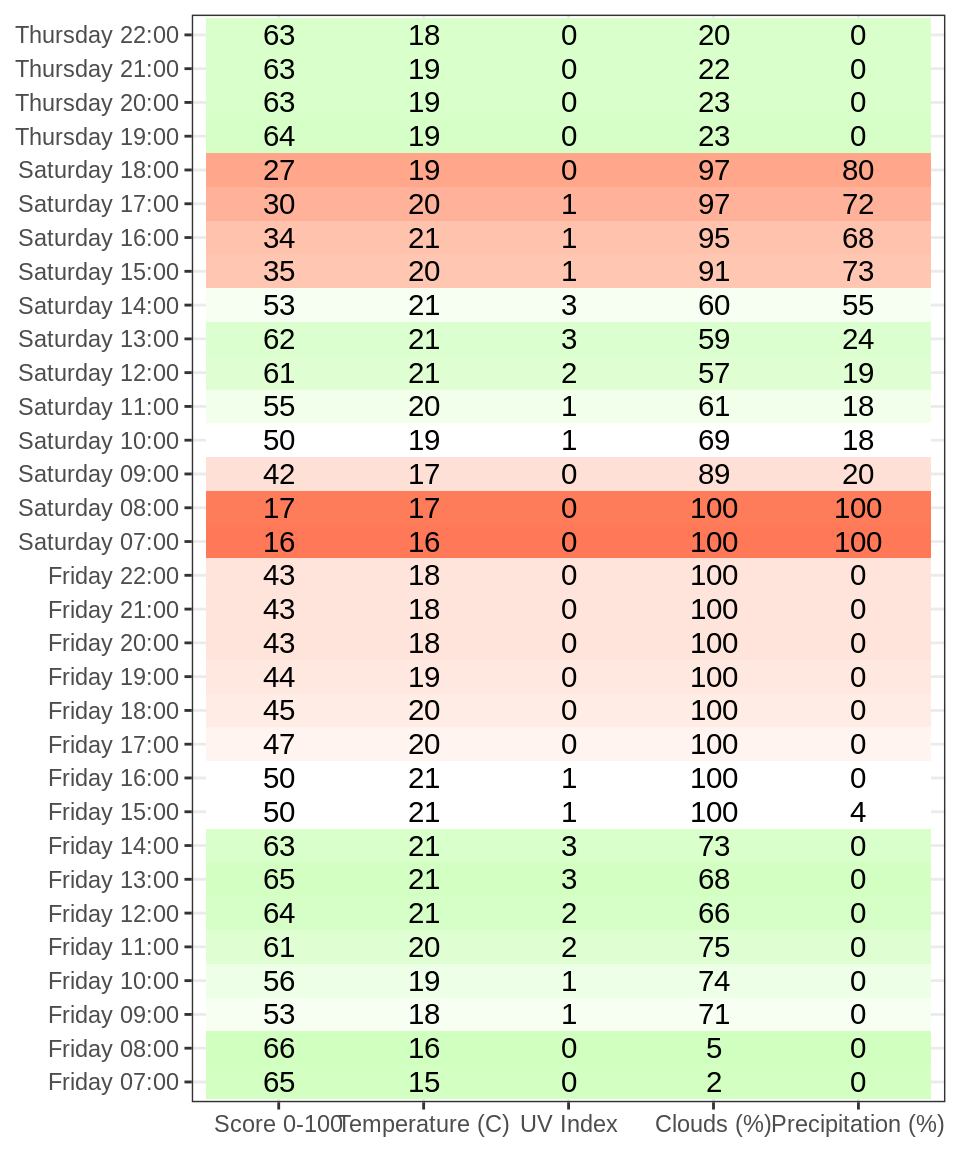 Thursday 22:00 63 18 0 20 0
Thursday 21:00 63 19 0 22 0
Thursday 20:00 63 19 0 23 0
Thursday 19:00 64 19 0 23 0
Saturday 18:00 27 19 0 97 80
Saturday 17:00 30 20 1 97 72
Saturday 16:00 34 21 1 95 68
Saturday 15:00 35 20 1 91 73
Saturday 14:00 53 21 3 60 55
Saturday 13:00 62 21 3 59 24
Saturday 12:00 61 21 2 57 19
Saturday 11:00 55 20 1 61 18
Saturday 10:00 50 19 1 69 18
Saturday 09:00 42 17 0 89 20
Saturday 08:00 17 17 0 100 100
Saturday 07:00 16 16 0 100 100
Friday 22:00 43 18 0 100 0
Friday 21:00 43 18 0 100 0
Friday 20:00 43 18 0 100 0
Friday 19:00 44 19 0 100 0
Friday 18:00 45 20 0 100 0
Friday 17:00 47 20 0 100 0
Friday 16:00 50 21 1 100 0
Friday 15:00 50 21 1 100 4
Friday 14:00 63 21 3 73 0
Friday 13:00 65 21 3 68 0
Friday 12:00 64 21 2 66 0
Friday 11:00 61 20 2 75 0
Friday 10:00 56 19 1 74 0
Friday 09:00 53 18 1 71 0
Friday 08:00 66 16 0 5 0
Friday 07:00 65 15 0 2 0
Score 0-100 Temperature (C) UV Index Clouds (%) Precipitation (%)